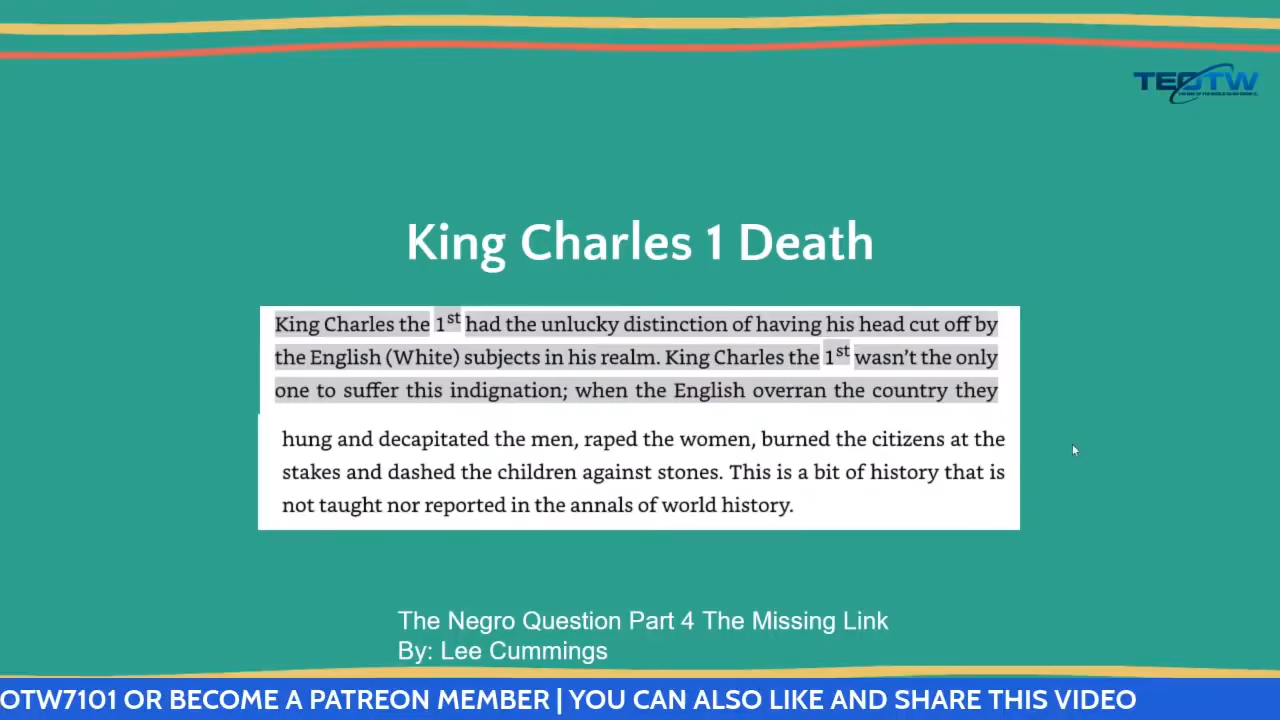 TEOTW
King Charles 1 Death
King Charles the 1st had the unlucky distinction of having his head cut off by
the English (White) subjects in his realm. King Charles the 1st wasn't the only
one to suffer this indignation; when the English overran the country they
hung and decapitated the men, raped the women, burned the citizens at the
stakes and dashed the children against stones. This is a bit of history that is
not taught nor reported in the annals of world history.
The Negro Question Part 4 The Missing Link
By: Lee Cummings
OTW7101 OR BECOME A PATREON MEMBER | YOU CAN ALSO LIKE AND SHARE THIS VIDEO